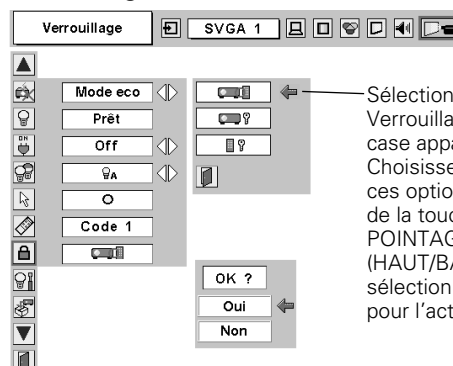 Verrouillage
SVGA 1
Mode eco
Prêt
ON
Off
A
Code 1
OK ?
Oui
Non
Sélection
Verrouilla
case appa
Choisisse
ces optio
de la touc
POINTAG
(HAUT/BA
sélection
pour l'act